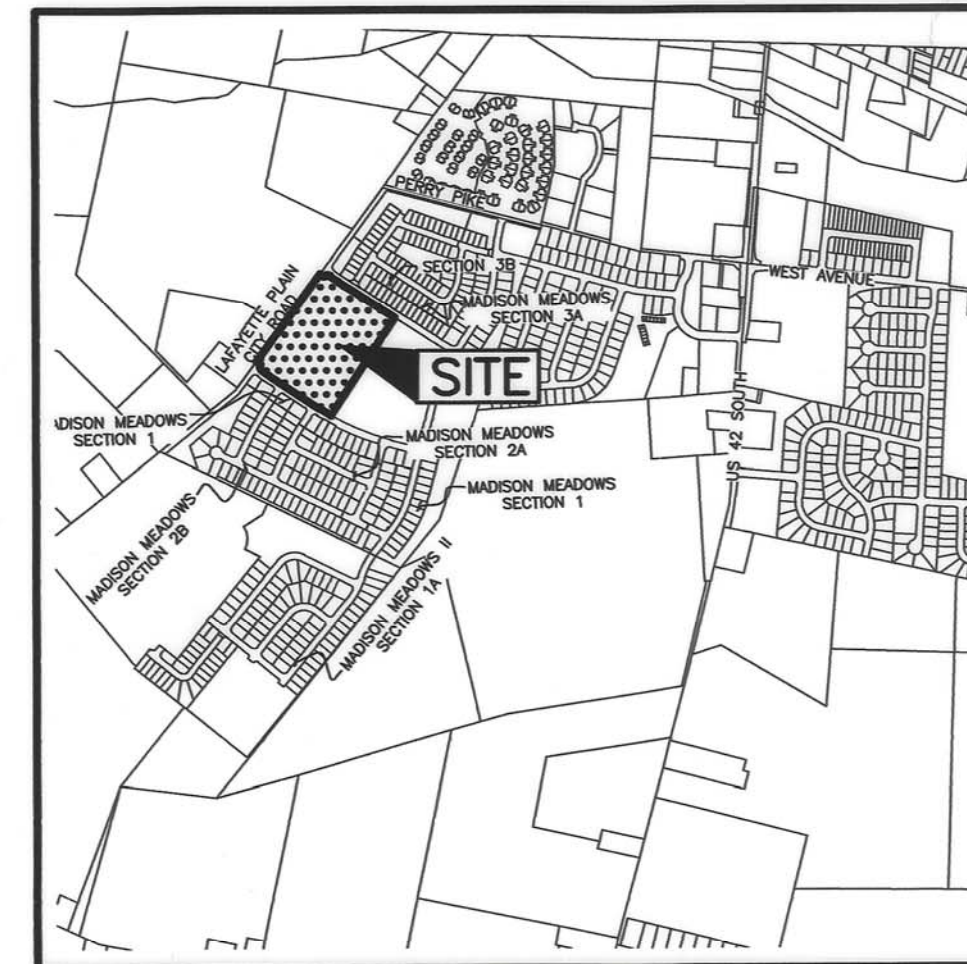 PERRY PIKE
SECTION 3B
WEST AVENUE
LAFAYETTE PLAIN
CITY ROAD
MADISON MEADOWS
SECTION 3A
SITE
ADISON MEADOWS
SECTION 1
MADISON MEADOWS
SECTION 2A
US 42 SOUTH
MADISON MEADOWS
SECTION 1
MADISON MEADOWS
SECTION 2B
MADISON MEADOWS II
SECTION 1A